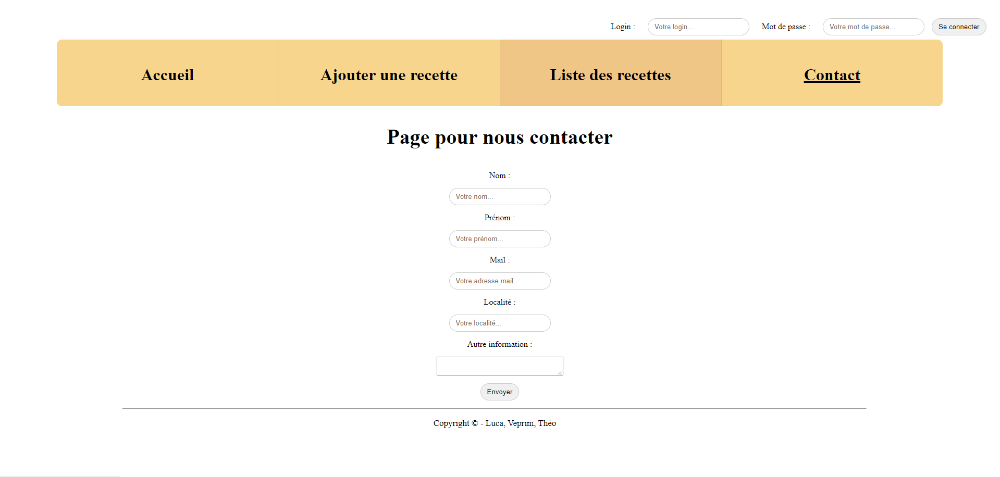 Login : Votre login... Mot de passe : Votre mot de passe... Se connecter
Accueil Ajouter une recette Liste des recettes Contact
Page pour nous contacter
Nom :
Votre nom...
Prénom :
Votre prénom...
Mail :
Votre adresse mail...
Localité :
Votre localité...
Autre information :
Envoyer
Copyright © - Luca, Veprim, Théo